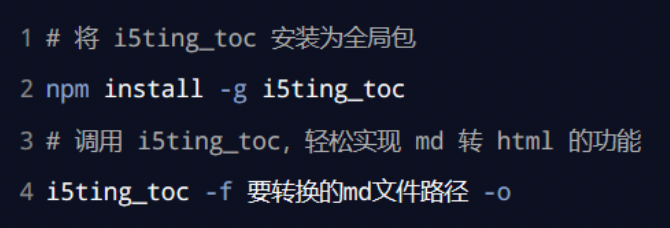 1 # 将 i5ting_toc 安装为全局包
2 npm install -g i5ting_toc
3 # 调用 i5ting_toc，轻松实现 md 转 html 的功能
4 i5ting_toc -f 要转换的md文件路径 -o